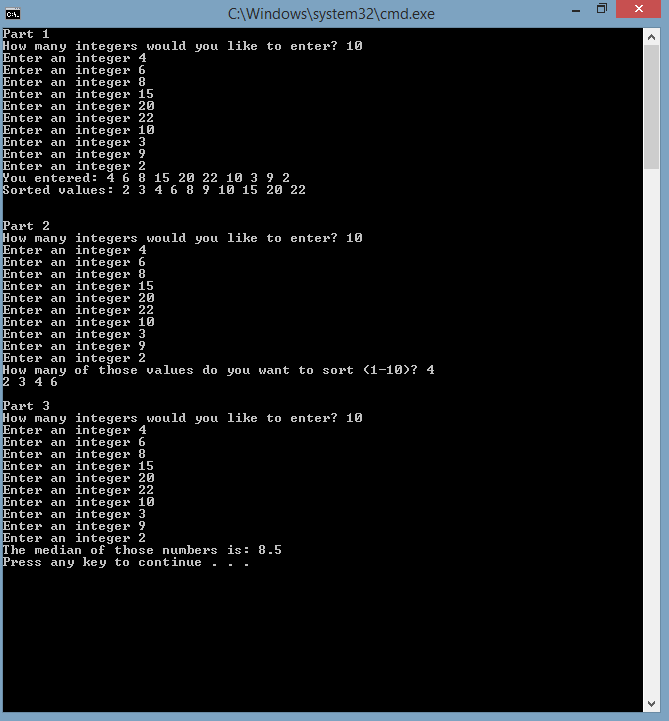 C:\Windows\system32\cmd.exe
Part 1
How many integers would you like to enter? 10
Enter an integer 4
Enter an integer 6
Enter an integer 8
Enter an integer 15
Enter an integer 20
Enter an integer 22
Enter an integer 10
Enter an integer 3
Enter an integer 9
Enter an integer 2
You entered: 4 6 8 15 20 22 10 3 9 2
Sorted values: 2 3 4 6 8 9 10 15 20 22
Part 2
How many integers would you like to enter? 10
Enter an integer 4
Enter an integer 6
Enter an integer 8
Enter an integer 15
Enter an integer 20
Enter an integer 22
Enter an integer 10
Enter an integer 3
Enter an integer 9
Enter an integer 2
How many of those values do you want to sort (1-10)? 4
2 3 4 6
Part 3
How many integers would you like to enter? 10
Enter an integer 4
Enter an integer 6
Enter an integer 8
Enter an integer 15
Enter an integer 20
Enter an integer 22
Enter an integer 10
Enter an integer 3
Enter an integer 9
Enter an integer 2
The median of those numbers is: 8.5
Press any key to continue . . .